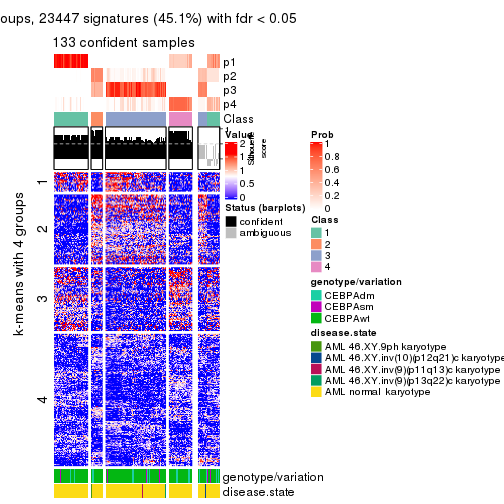 oups, 23447 signatures (45.1%) with fdr < 0.05
133 confident samples
p1
p2
p3
p4
Class
Silhouette
score
1
2
3
4
k-means with 4 groups
genotype/variation
disease.state
Value
2
1.5
1
0.5
0
Status (barplots)
confident
ambiguous
Prob
1
0.8
0.6
0.4
0.2
0
Class
1
2
3
4
genotype/variation
CEBPAdm
CEBPAsm
CEBPAwt
disease.state
AML 46.XY.9ph karyotype
AML 46.XY.inv(10)(p12q21)c karyotype
AML 46.XY.inv(9)(p11q13)c karyotype
AML 46.XY.inv(9)(p13q22)c karyotype
AML normal karyotype